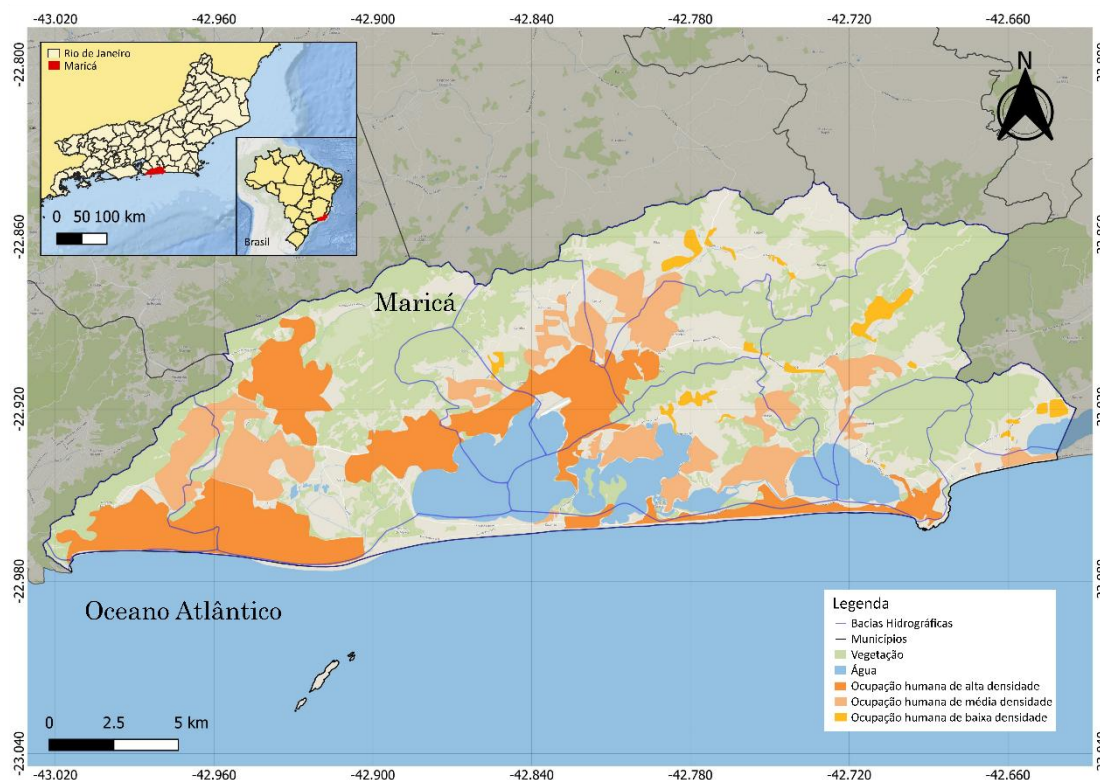 -43.020 -42.960 -42.900 -42.840 -42.780 -42.720 -42.660
-22.800
Rio de Janeiro
Maricá
N
0 50 100 km
Brasil
-22.860
Maricá
-22.920
-22.980
Oceano Atlântico
Legenda
Bacias Hidrográficas
Municípios
Vegetação
Água
Ocupação humana de alta densidade
Ocupação humana de média densidade
Ocupação humana de baixa densidade
0 2.5 5 km
-23.040
-43.020 -42.960 -42.900 -42.840 -42.780 -42.720 -42.660